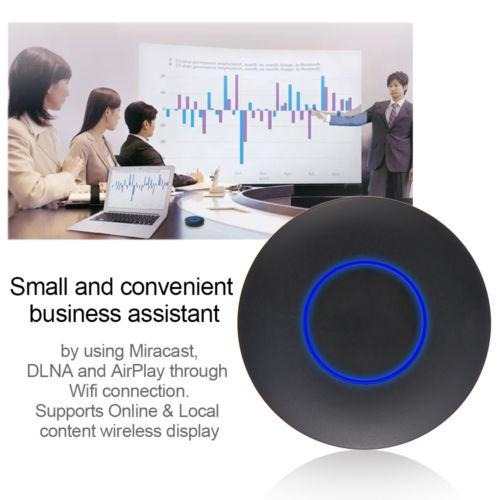 Small and convenient
business assistant
by using Miracast,
DLNA and AirPlay through
Wifi connection.
Supports Online & Local
content wireless display